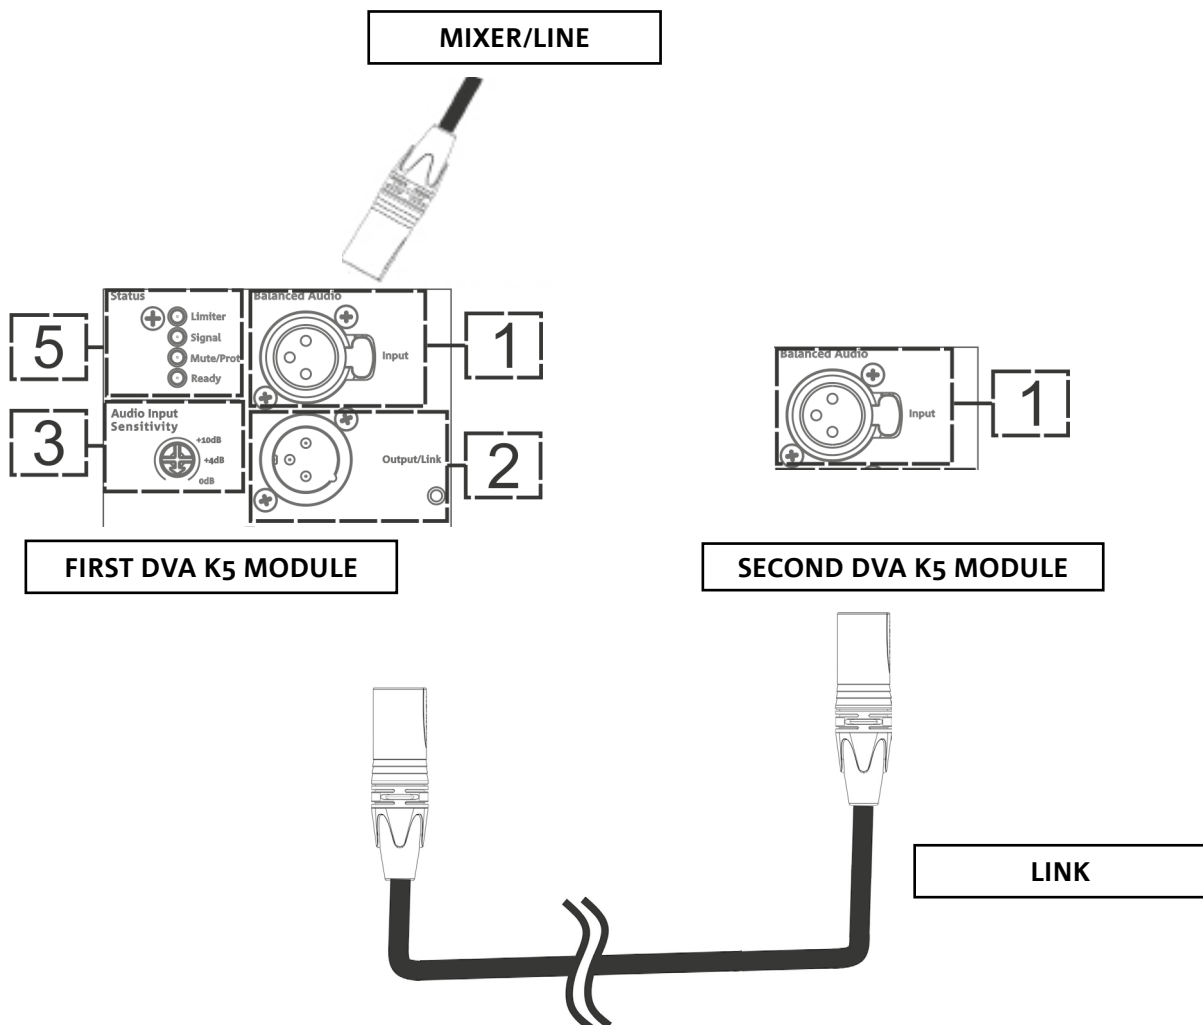 MIXER/LINE
Status
Limiter
Signal
Mute/Prot
Ready
Balanced Audio
Input
5
1
Audio Input
Sensitivity
+10dB
+4dB
0dB
3
Output/Link
2
Balanced Audio
Input
1
FIRST DVA K5 MODULE
SECOND DVA K5 MODULE
LINK